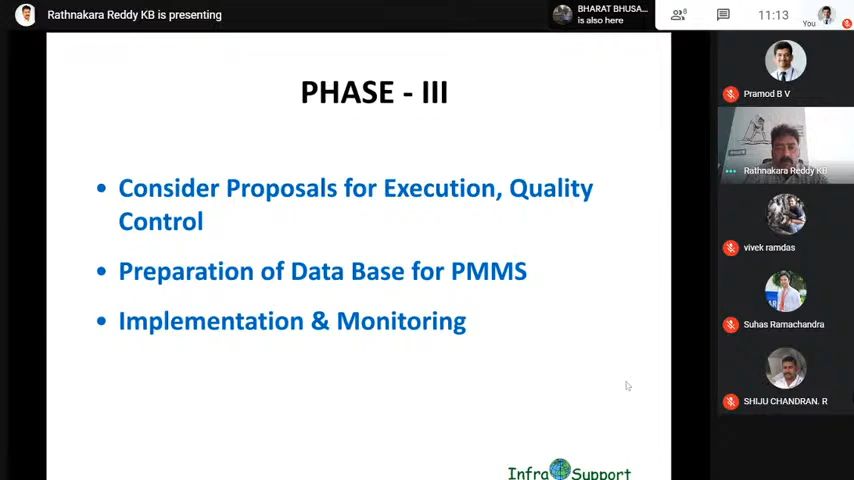 Rathnakara Reddy KB is presenting
BHARAT BHUSA...
is also here
8
11:13
You
PHASE - III
• Consider Proposals for Execution, Quality
Control
• Preparation of Data Base for PMMS
• Implementation & Monitoring
Infra Support
Pramod B V
Rathnakara Reddy KB
vivek ramdas
Suhas Ramachandra
SHIJU CHANDRAN. R